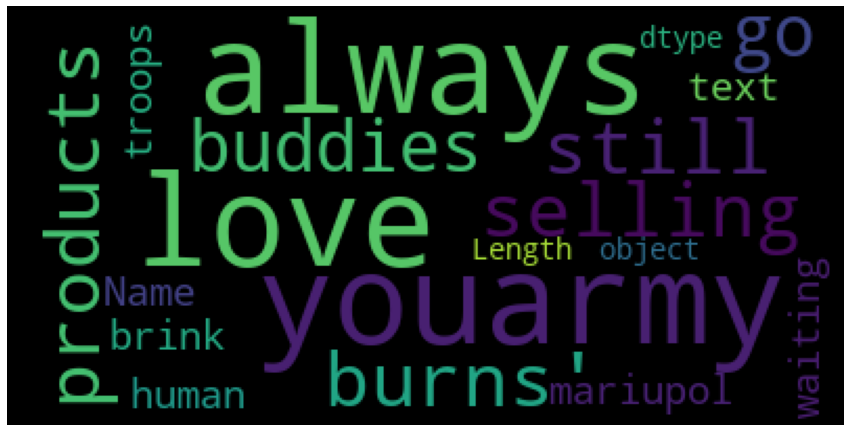 always
go
dtype
troops
products
text
buddies
still
love
selling
Length
object
Name
youarmy
waiting
brink
burns'
human
mariupol